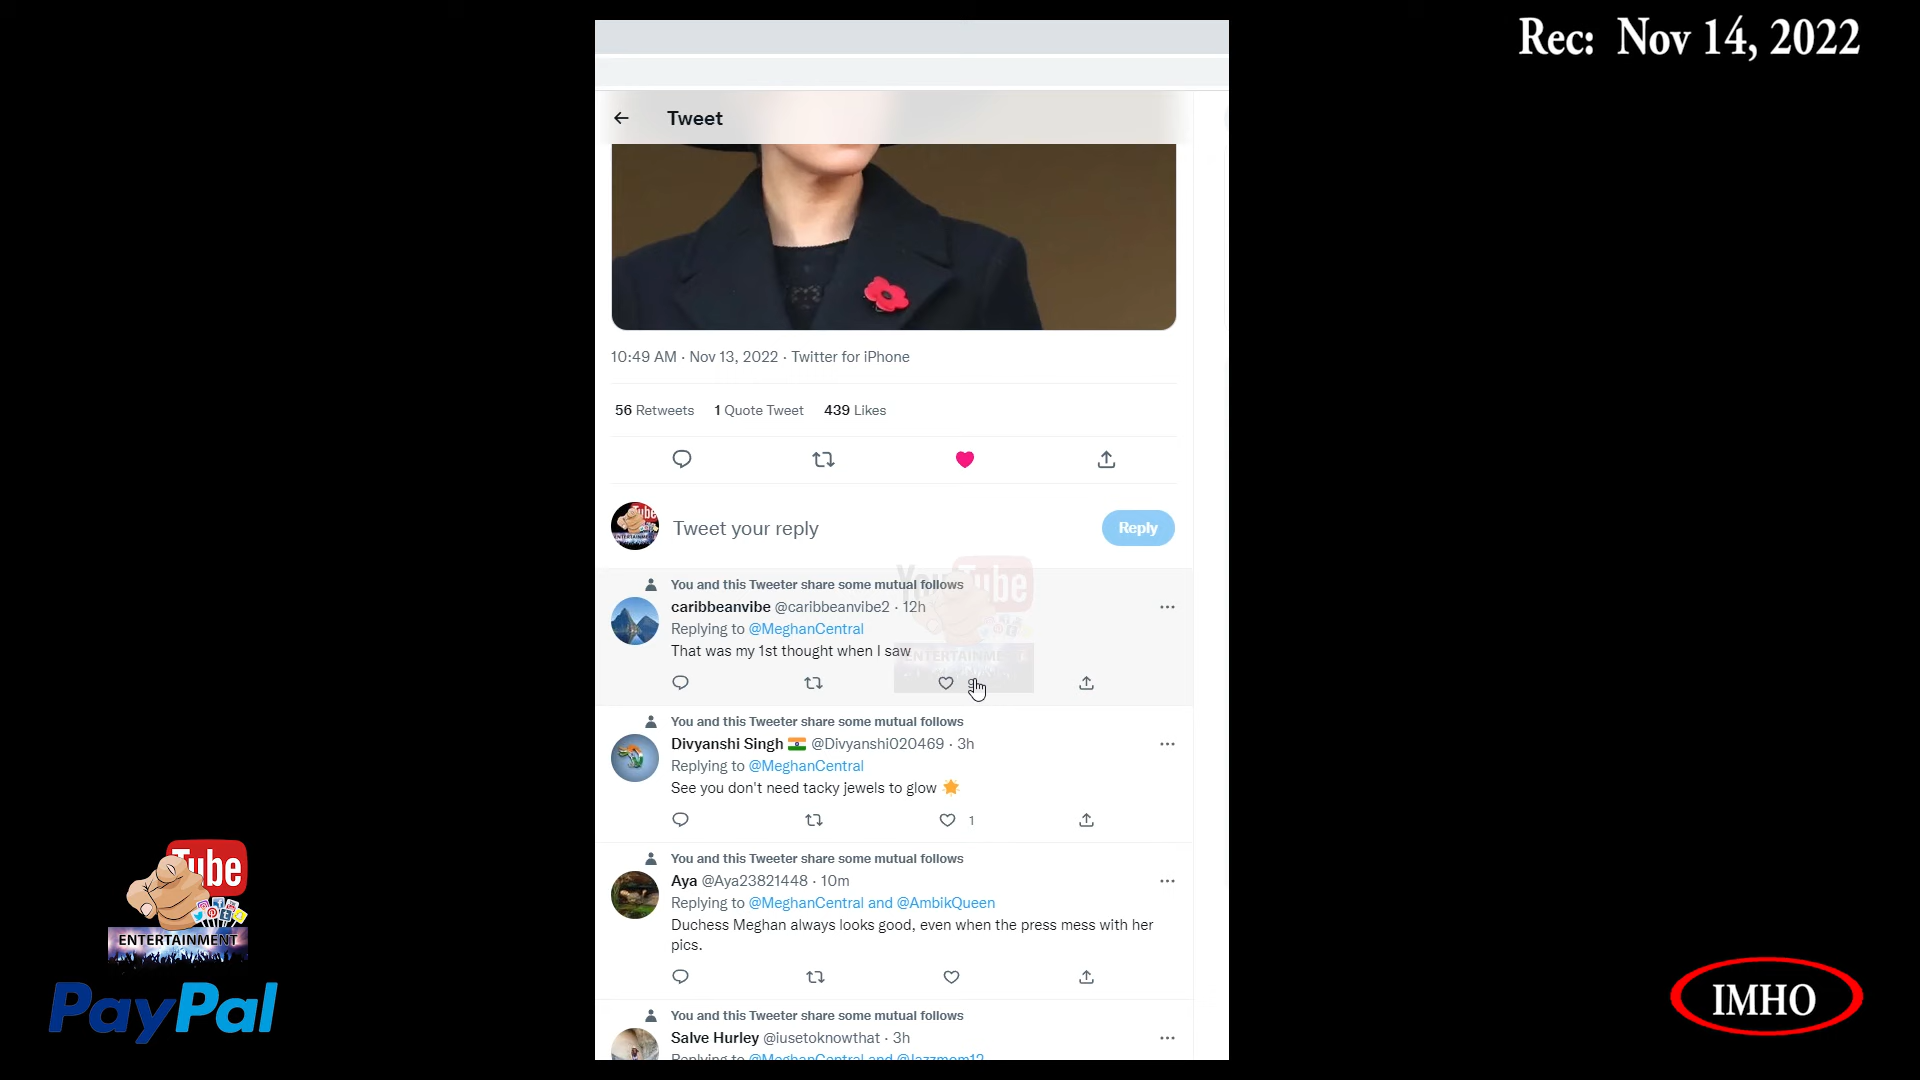 Rec: Nov 14, 2022
Tweet
10:49 AM · Nov 13, 2022 · Twitter for iPhone
56 Retweets 1 Quote Tweet 439 Likes
Tweet your reply
Reply
You and this Tweeter share some mutual follows
caribbeanvibe @caribbeanvibe2 · 12h
Replying to @MeghanCentral
That was my 1st thought when I saw
You and this Tweeter share some mutual follows
Divyanshi Singh @Divyanshi020469 · 3h
Replying to @MeghanCentral
See you don't need tacky jewels to glow
1
You and this Tweeter share some mutual follows
Aya @Aya23821448 · 10m
Replying to @MeghanCentral and @AmbikQueen
Duchess Meghan always looks good, even when the press mess with her
pics.
You and this Tweeter share some mutual follows
Salve Hurley @iusetoknowthat · 3h
Replying to @MeghanCentral and @Jazzmom12
Tube
ENTERTAINMENT
PayPal
IMHO